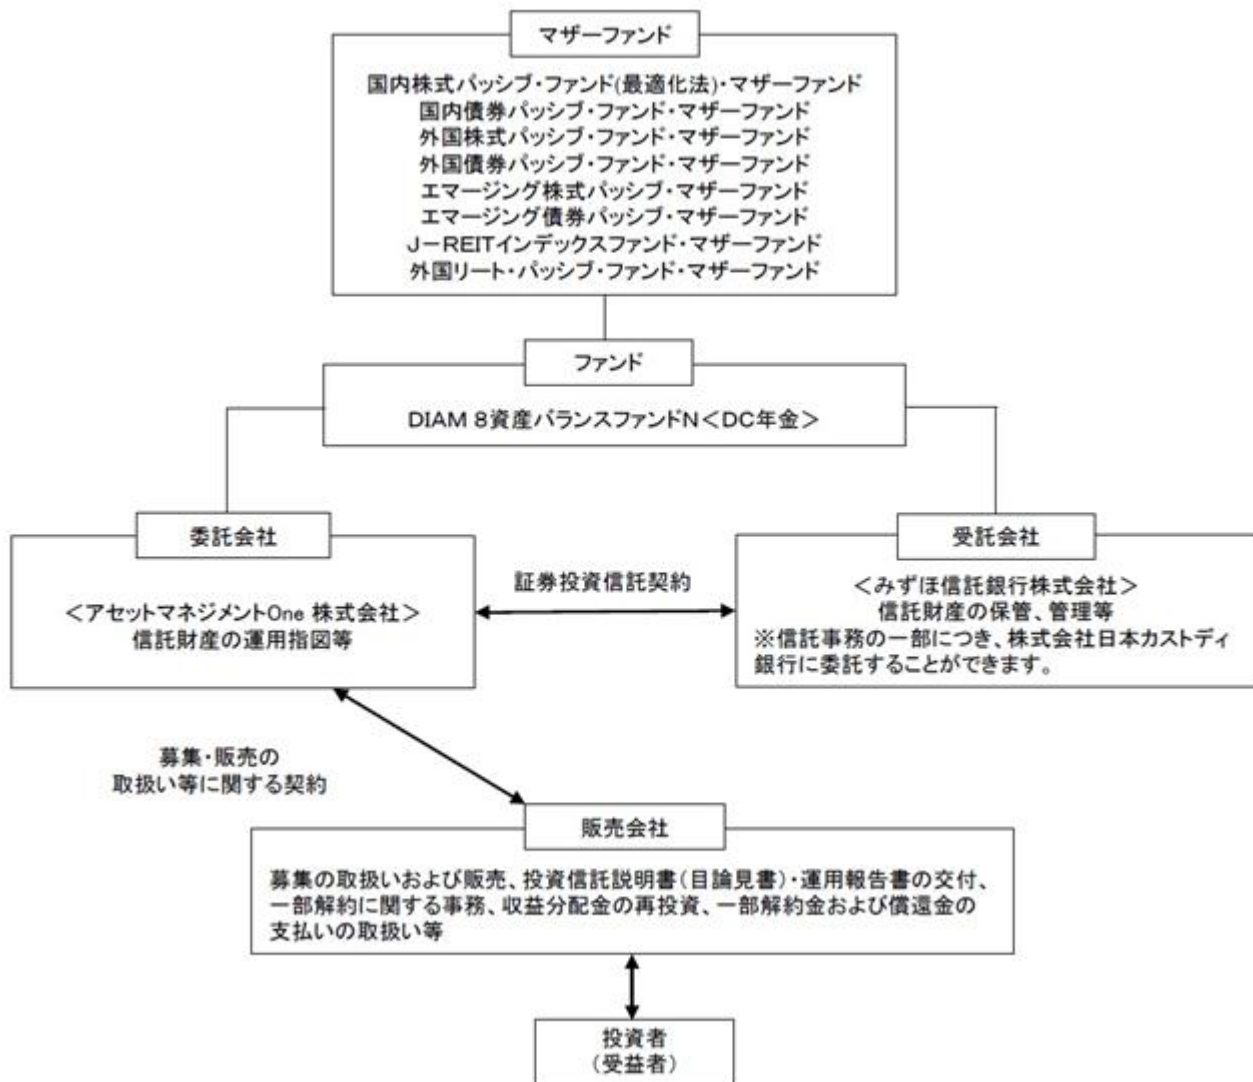 マザーファンド
国内株式パッシブ・ファンド(最適化法)・マザーファンド
国内債券パッシブ・ファンド・マザーファンド
外国株式パッシブ・ファンド・マザーファンド
外国債券パッシブ・ファンド・マザーファンド
エマージング株式パッシブ・マザーファンド
エマージング債券パッシブ・マザーファンド
J－REITインデックスファンド・マザーファンド
外国リート・パッシブ・ファンド・マザーファンド
ファンド
DIAM 8資産バランスファンドN＜DC年金＞
委託会社
＜アセットマネジメントOne 株式会社＞
信託財産の運用指図等
証券投資信託契約
受託会社
＜みずほ信託銀行株式会社＞
信託財産の保管、管理等
※信託事務の一部につき、株式会社日本カストディ
銀行に委託することができます。
募集・販売の
取扱い等に関する契約
販売会社
募集の取扱いおよび販売、投資信託説明書(目論見書)・運用報告書の交付、
一部解約に関する事務、収益分配金の再投資、一部解約金および償還金の
支払いの取扱い等
投資者
(受益者)